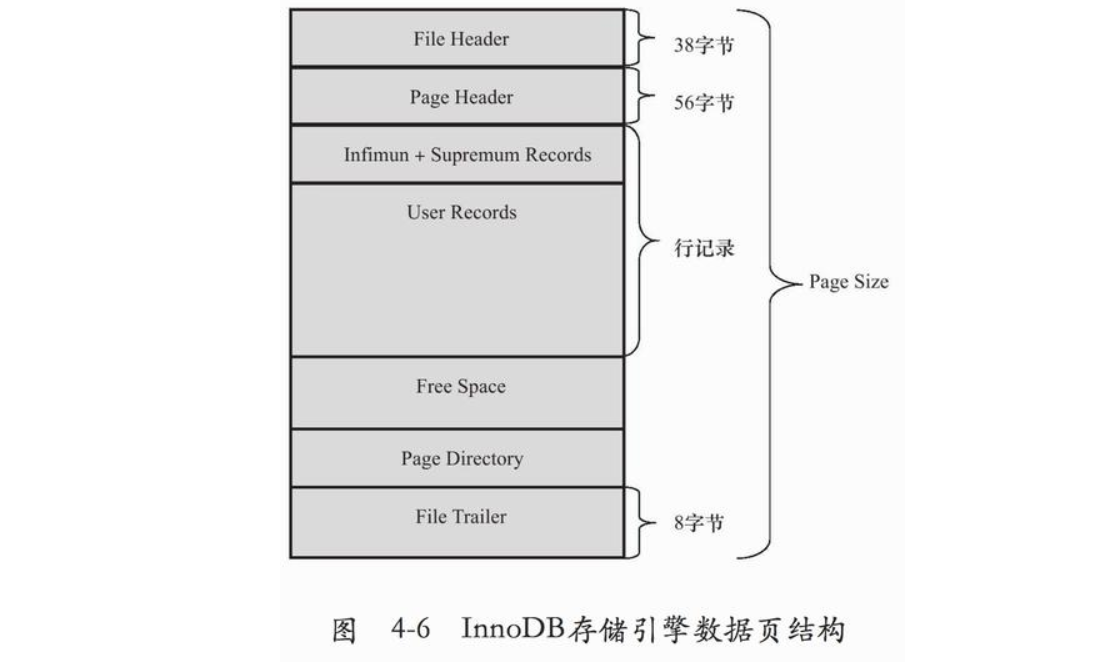 File Header
38字节
Page Header
56字节
Infimun + Supremum Records
User Records
行记录
Page Size
Free Space
Page Directory
File Trailer
8字节
图 4-6 InnoDB存储引擎数据页结构